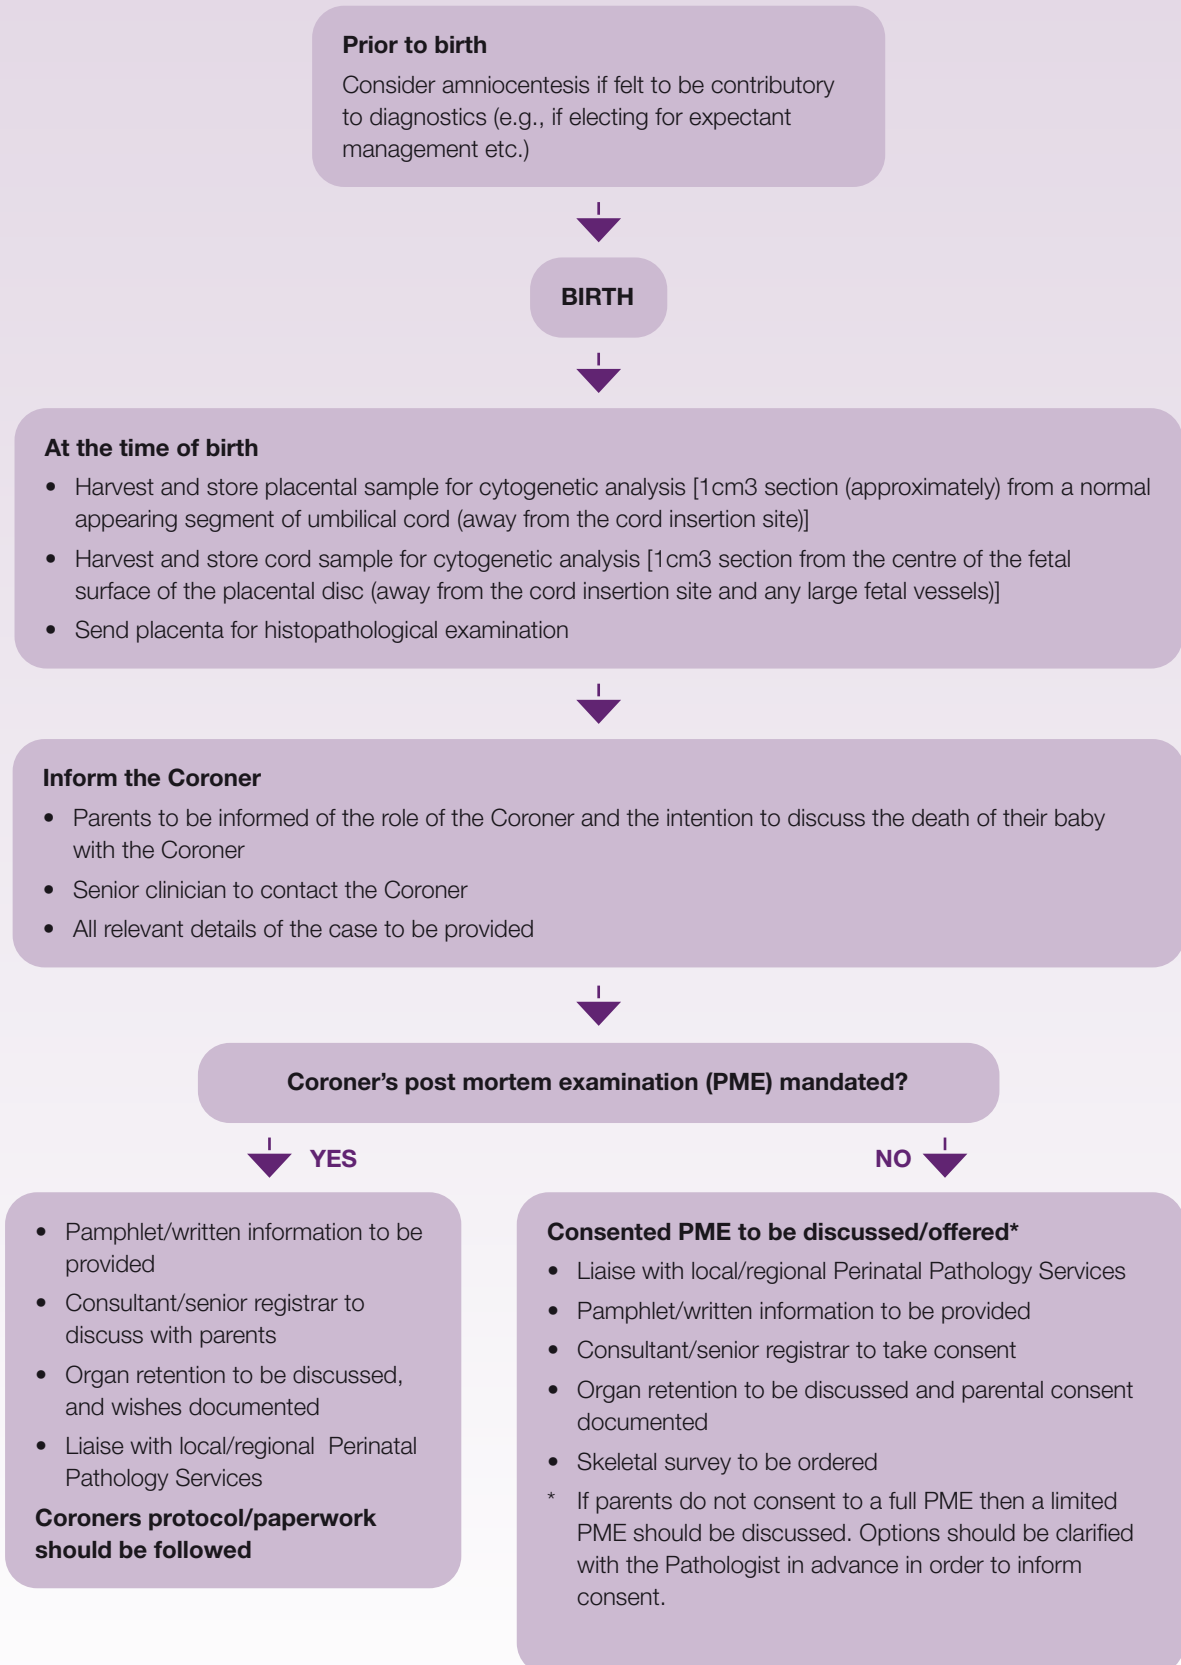 Prior to birth
Consider amniocentesis if felt to be contributory
to diagnostics (e.g., if electing for expectant
management etc.)
BIRTH
At the time of birth
• Harvest and store placental sample for cytogenetic analysis [1cm3 section (approximately) from a normal
appearing segment of umbilical cord (away from the cord insertion site)]
• Harvest and store cord sample for cytogenetic analysis [1cm3 section from the centre of the fetal
surface of the placental disc (away from the cord insertion site and any large fetal vessels)]
• Send placenta for histopathological examination
Inform the Coroner
• Parents to be informed of the role of the Coroner and the intention to discuss the death of their baby
with the Coroner
• Senior clinician to contact the Coroner
• All relevant details of the case to be provided
Coroner's post mortem examination (PME) mandated?
YES
• Pamphlet/written information to be
provided
• Consultant/senior registrar to
discuss with parents
• Organ retention to be discussed,
and wishes documented
• Liaise with local/regional Perinatal
Pathology Services
Coroners protocol/paperwork
should be followed
NO
Consented PME to be discussed/offered*
• Liaise with local/regional Perinatal Pathology Services
• Pamphlet/written information to be provided
• Consultant/senior registrar to take consent
• Organ retention to be discussed and parental consent
documented
• Skeletal survey to be ordered
* If parents do not consent to a full PME then a limited
PME should be discussed. Options should be clarified
with the Pathologist in advance in order to inform
consent.